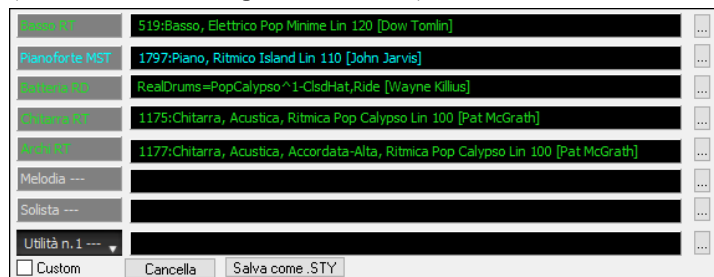 Basso RT 519:Basso, Elettrico Pop Minime Lin 120 [Dow Tomlin] ...
Pianoforte MST 1797:Piano, Ritmico Island Lin 110 [John Jarvis] ...
Batteria RD RealDrums=PopCalypso^1-ClsdHat,Ride [Wayne Killius] ...
Chitarra RT 1175:Chitarra, Acustica, Ritmica Pop Calypso Lin 100 [Pat McGrath] ...
Archi RT 1177:Chitarra, Acustica, Accordata-Alta, Ritmica Pop Calypso Lin 100 [Pat McGrath] ...
Melodia --- ...
Solista --- ...
Utilità n.1 --- ...
Custom Cancella Salva come .STY